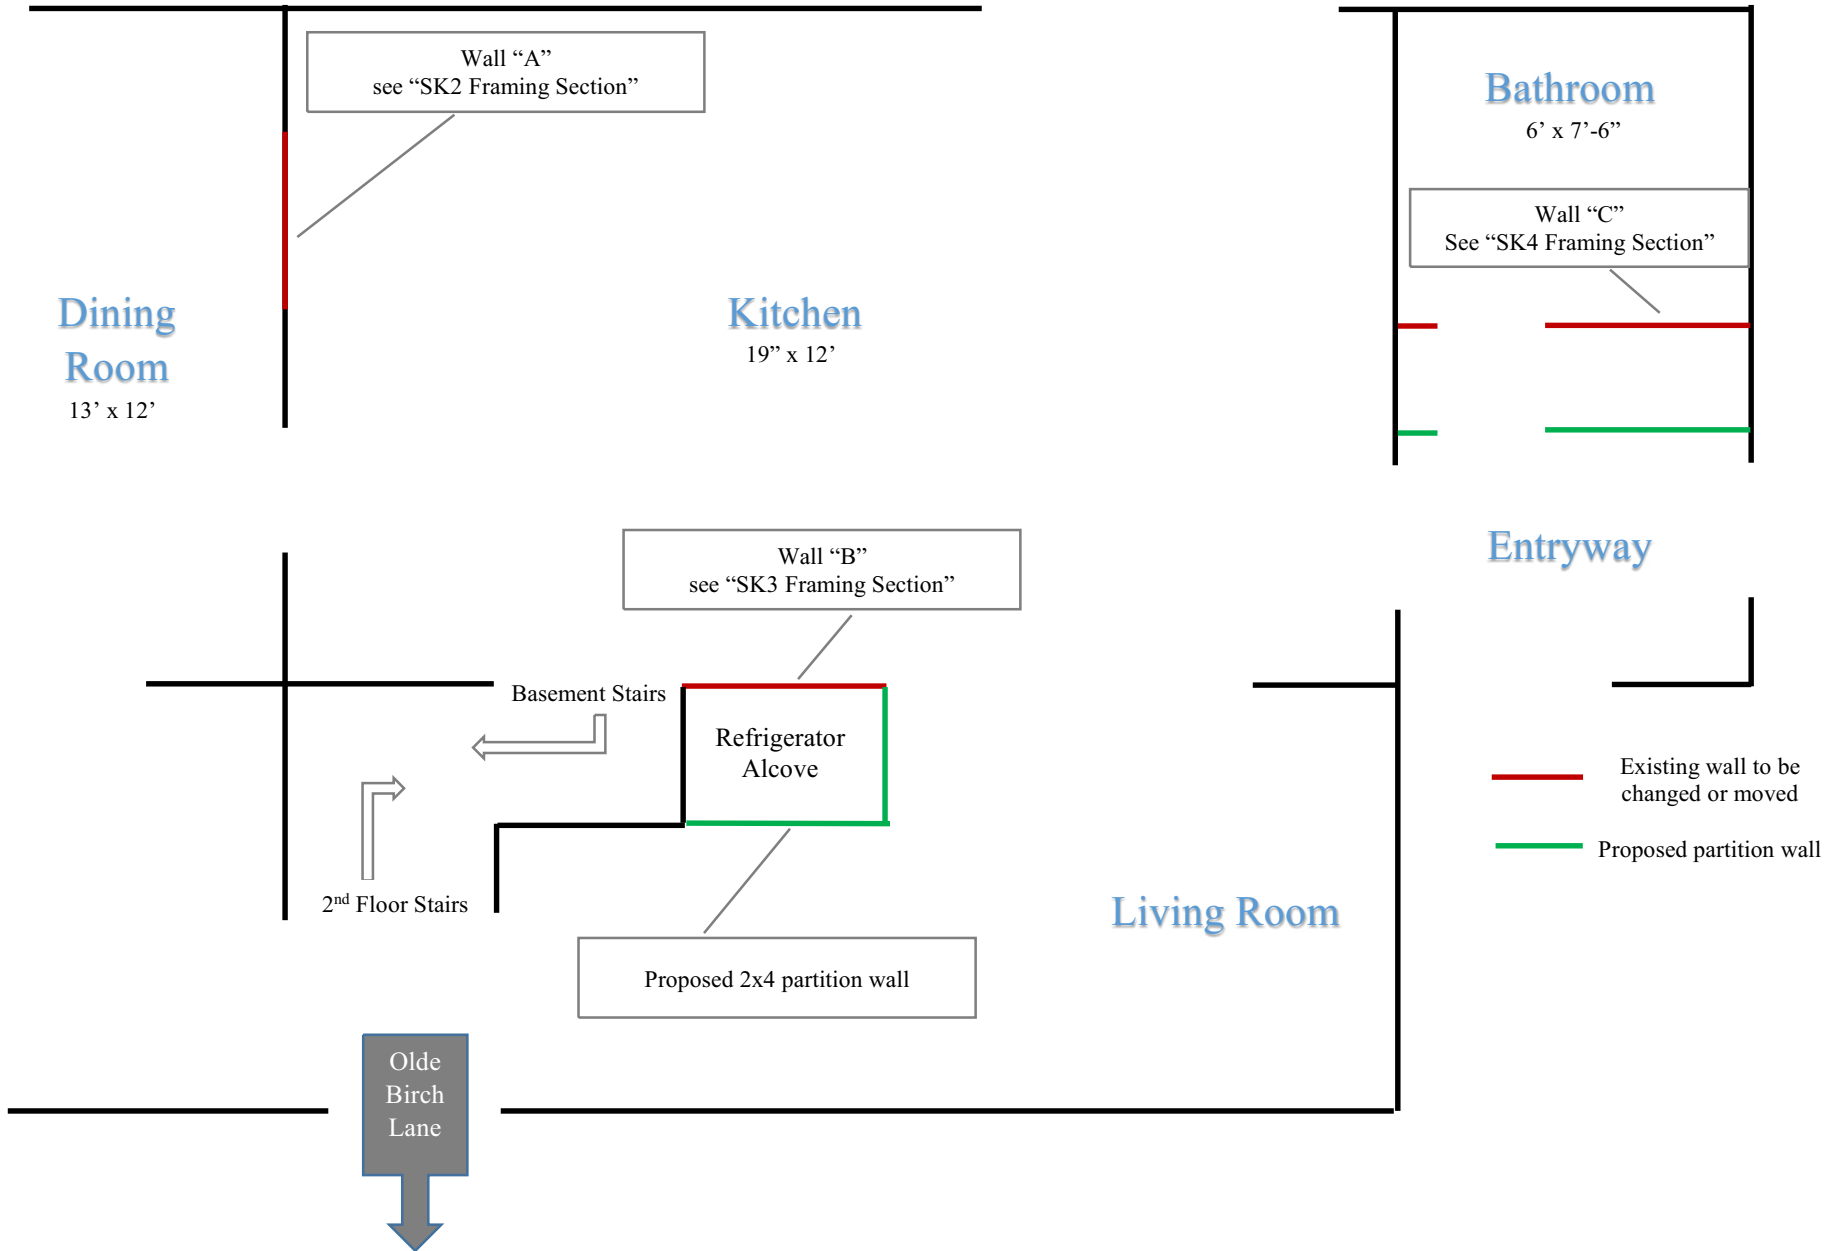 Wall “A”
see “SK2 Framing Section”
Bathroom
6’ x 7’-6”
Wall “C”
See “SK4 Framing Section”
Dining
Room
13’ x 12’
Kitchen
19” x 12’
Wall “B”
see “SK3 Framing Section”
Entryway
Basement Stairs
Refrigerator
Alcove
2nd Floor Stairs
Existing wall to be
changed or moved
Proposed partition wall
Living Room
Proposed 2x4 partition wall
Olde
Birch
Lane